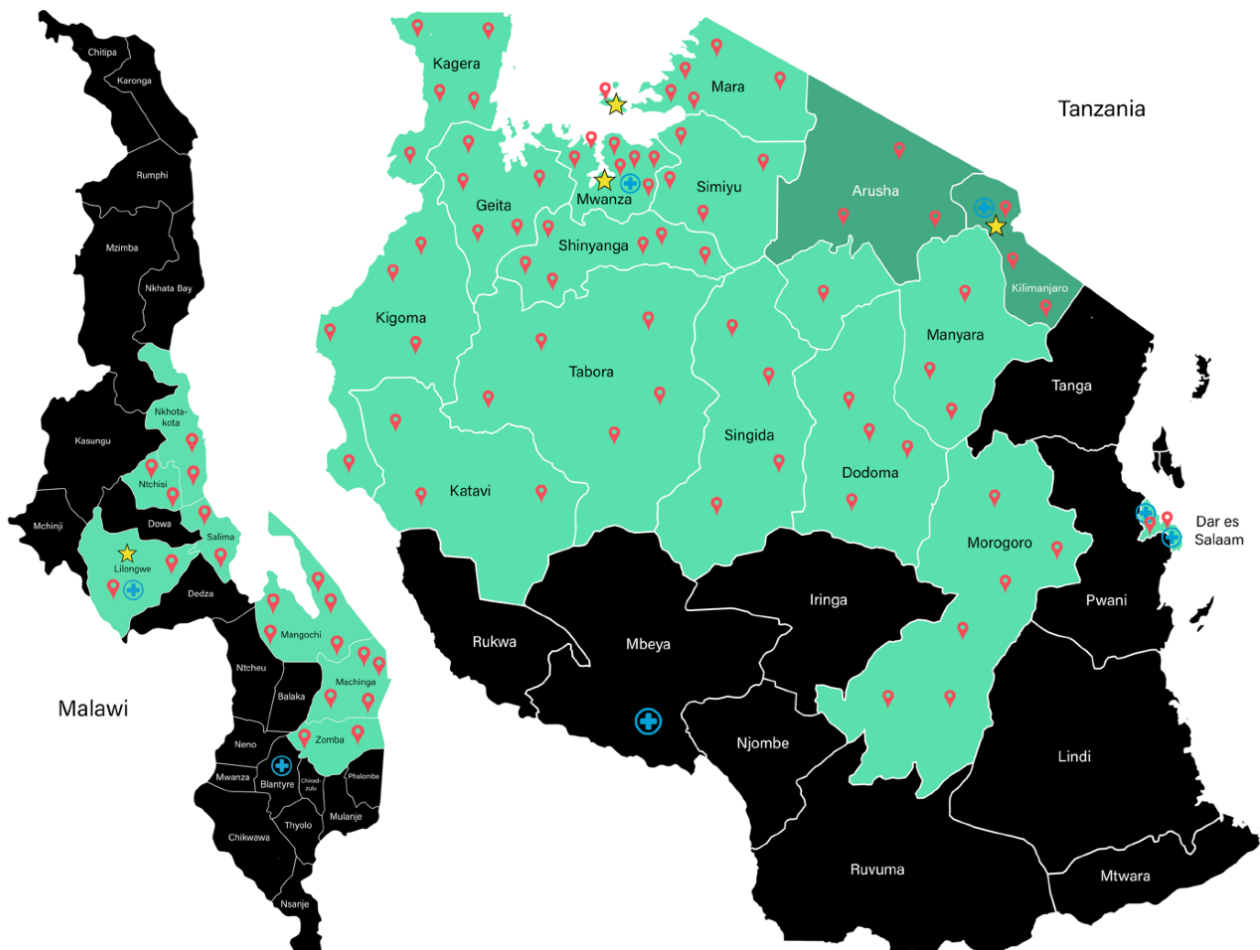 Chitipa
Karonga
Rumphi
Mzimba
Nkhata Bay
Nkhota-
kota
Kasungu
Ntchisi
Mchinji
Dowa
Salima
Lilongwe
Dedza
Mangochi
Ntcheu
Machinga
Balaka
Malawi
Zomba
Neno
Mwanza
Blantyre
Chirad-
zulu
Phalombe
Mulanje
Thyolo
Chikwawa
Nsanje
Tanzania
Kagera
Mara
Mwanza
Simiyu
Arusha
Geita
Shinyanga
Kilimanjaro
Kigoma
Manyara
Tabora
Tanga
Singida
Dodoma
Katavi
Dar es
Salaam
Morogoro
Iringa
Pwani
Rukwa
Mbeya
Njombe
Lindi
Ruvuma
Mtwara